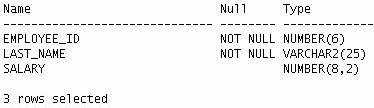 Name Null Type
------------------------------ -------- ------------
EMPLOYEE_ID NOT NULL NUMBER(6)
LAST_NAME NOT NULL VARCHAR2(25)
SALARY NUMBER(8,2)
3 rows selected